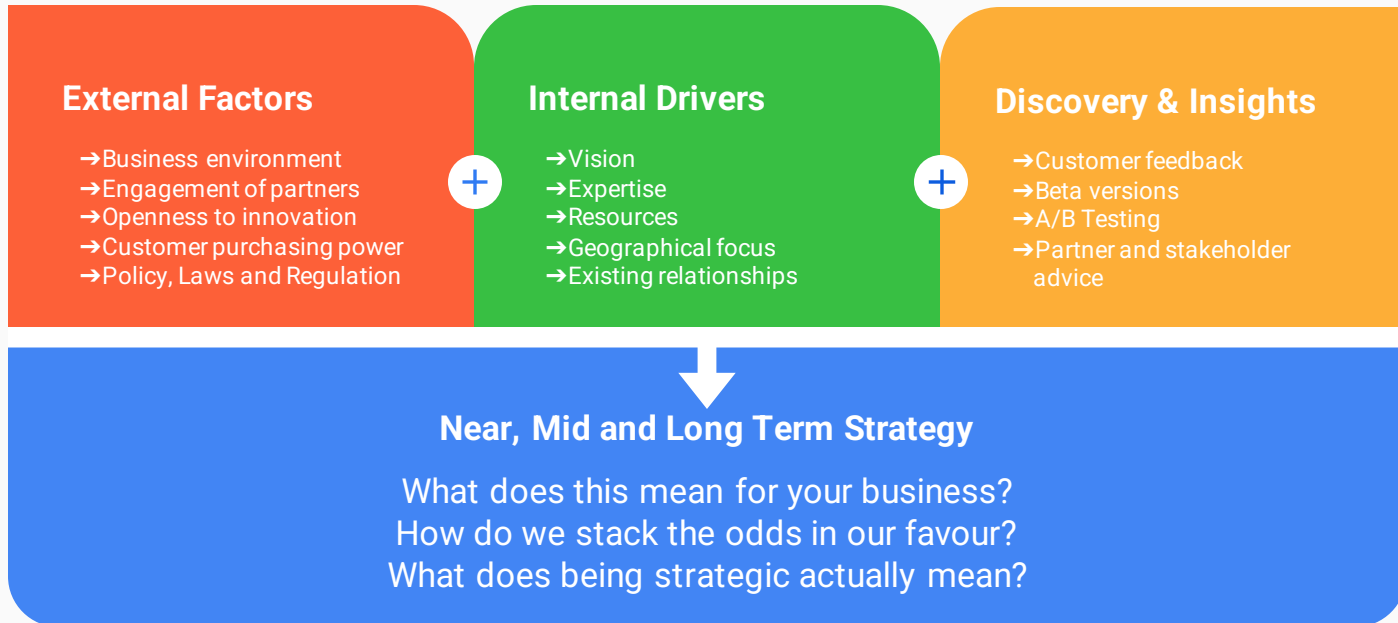 External Factors
➔Business environment
➔Engagement of partners
➔Openness to innovation
➔Customer purchasing power
➔Policy, Laws and Regulation
+
Internal Drivers
➔Vision
➔Expertise
➔Resources
➔Geographical focus
➔Existing relationships
+
Discovery & Insights
➔Customer feedback
➔Beta versions
➔A/B Testing
➔Partner and stakeholder
advice
Near, Mid and Long Term Strategy
What does this mean for your business?
How do we stack the odds in our favour?
What does being strategic actually mean?